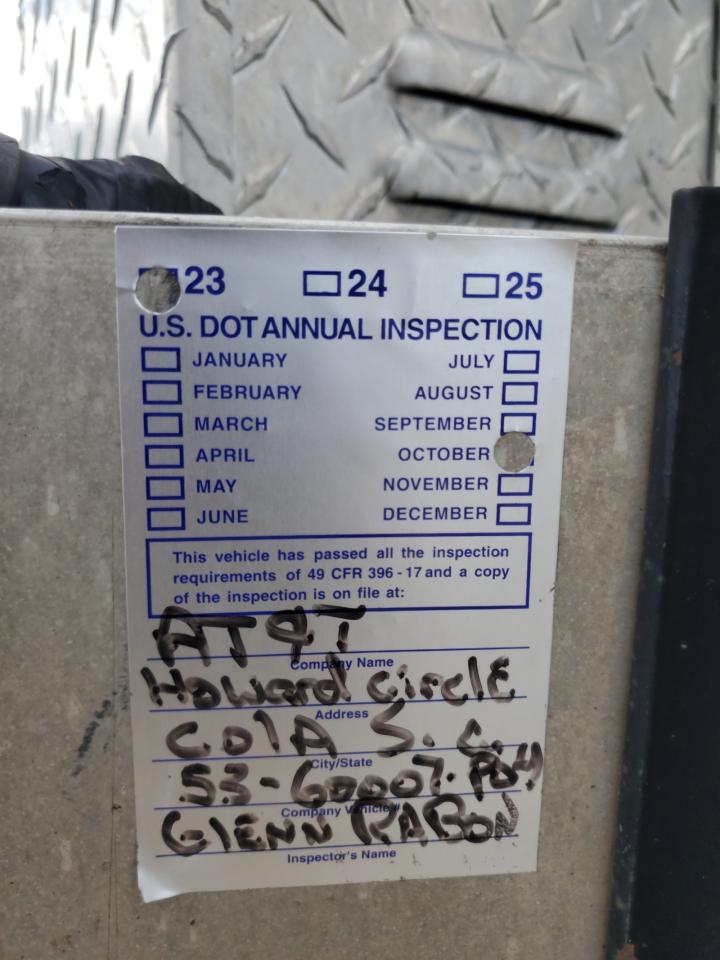 23 24 25
U.S. DOT ANNUAL INSPECTION
JANUARY JULY
FEBRUARY AUGUST
MARCH SEPTEMBER
APRIL OCTOBER
MAY NOVEMBER
JUNE DECEMBER
This vehicle has passed all the inspection
requirements of 49 CFR 396-17 and a copy
of the inspection is on file at:
AT&T
Company Name
Howard Circle
Address
Cola S.C.
City/State
53-60007.
Company Vehicle #
GLENN RABON
Inspector's Name